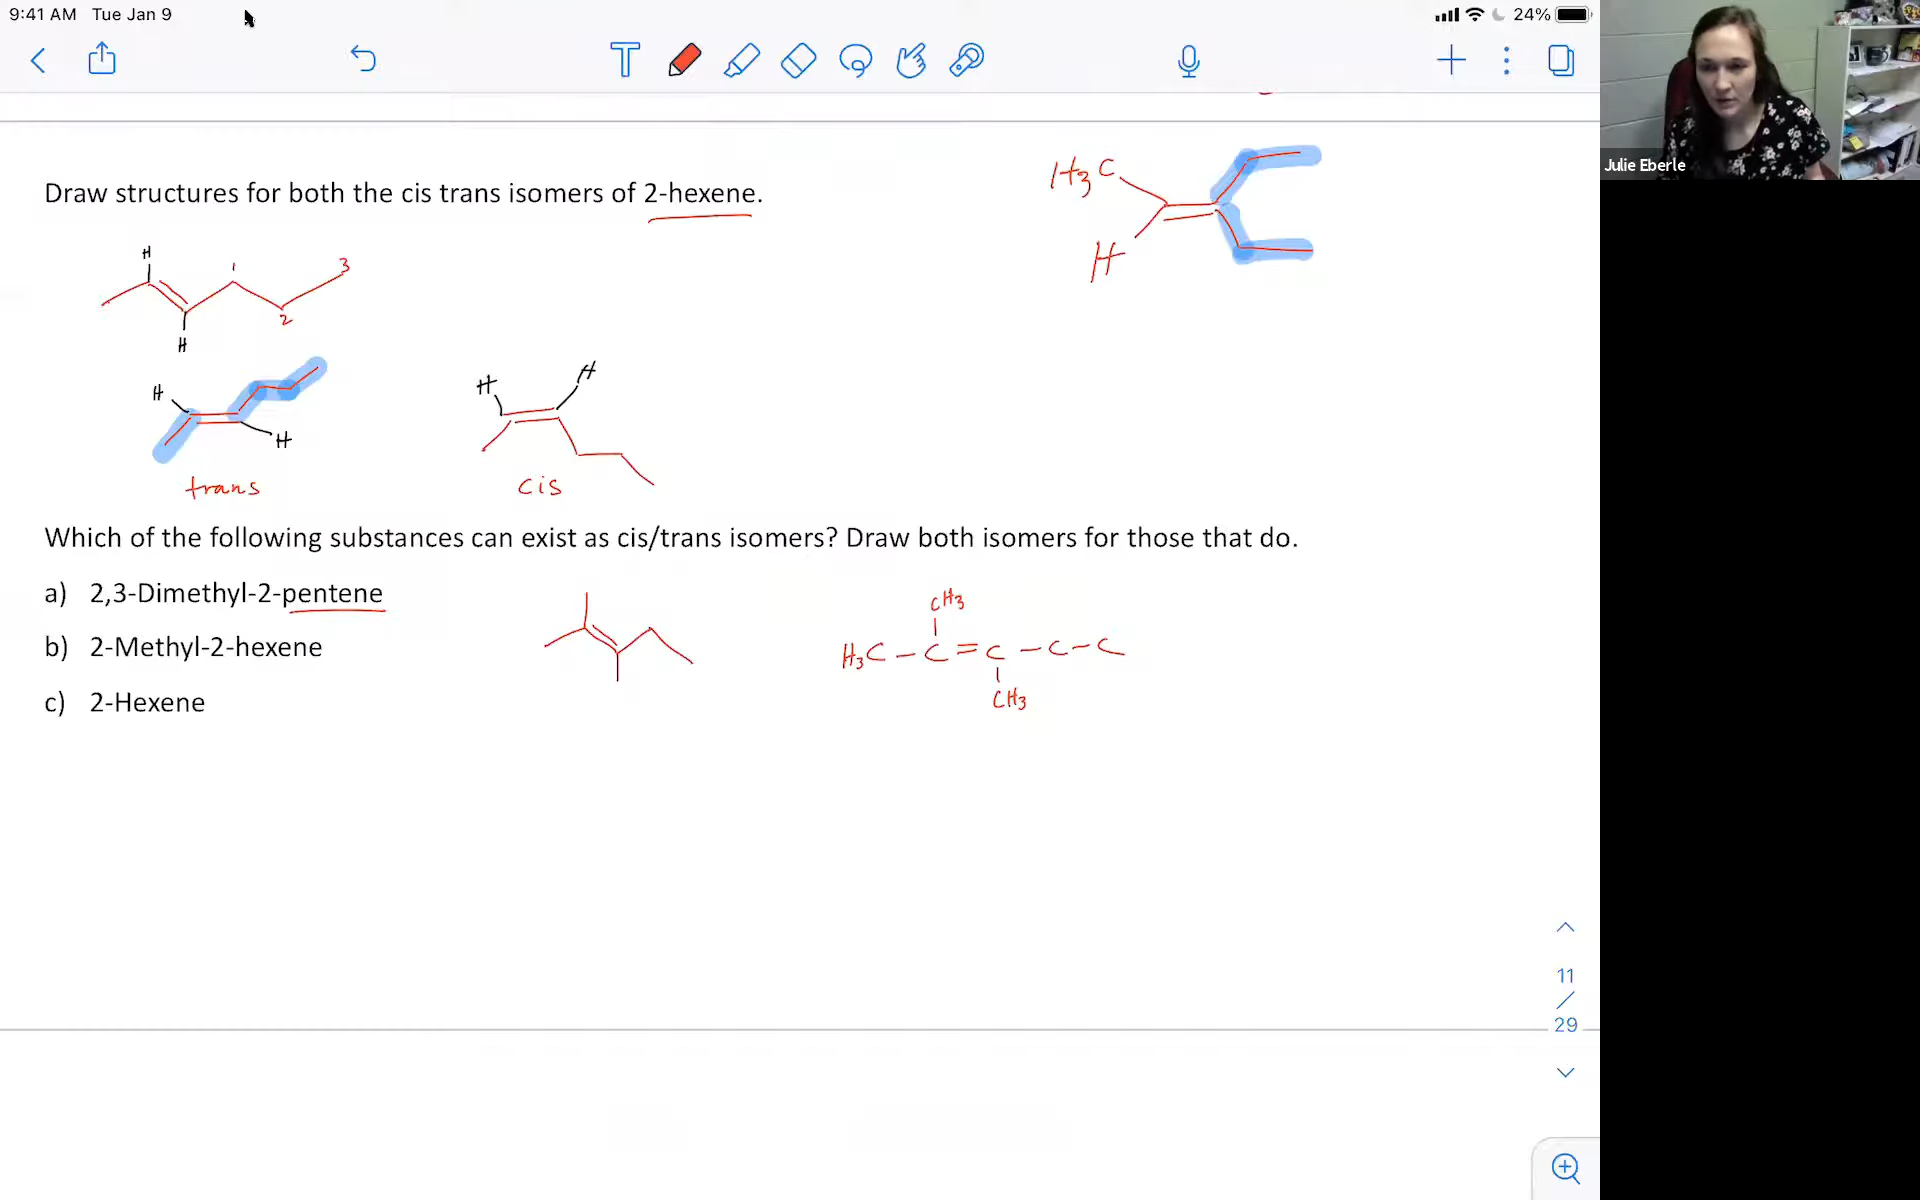 9:41 AM Tue Jan 9
24%
Julie Eberle
H3C
H
Draw structures for both the cis trans isomers of 2-hexene.
H
1
3
2
H
H
H
trans
H
H
cis
Which of the following substances can exist as cis/trans isomers? Draw both isomers for those that do.
a) 2,3-Dimethyl-2-pentene
b) 2-Methyl-2-hexene
c) 2-Hexene
CH3
H3C - C = C - C - C
CH3
11
/
29